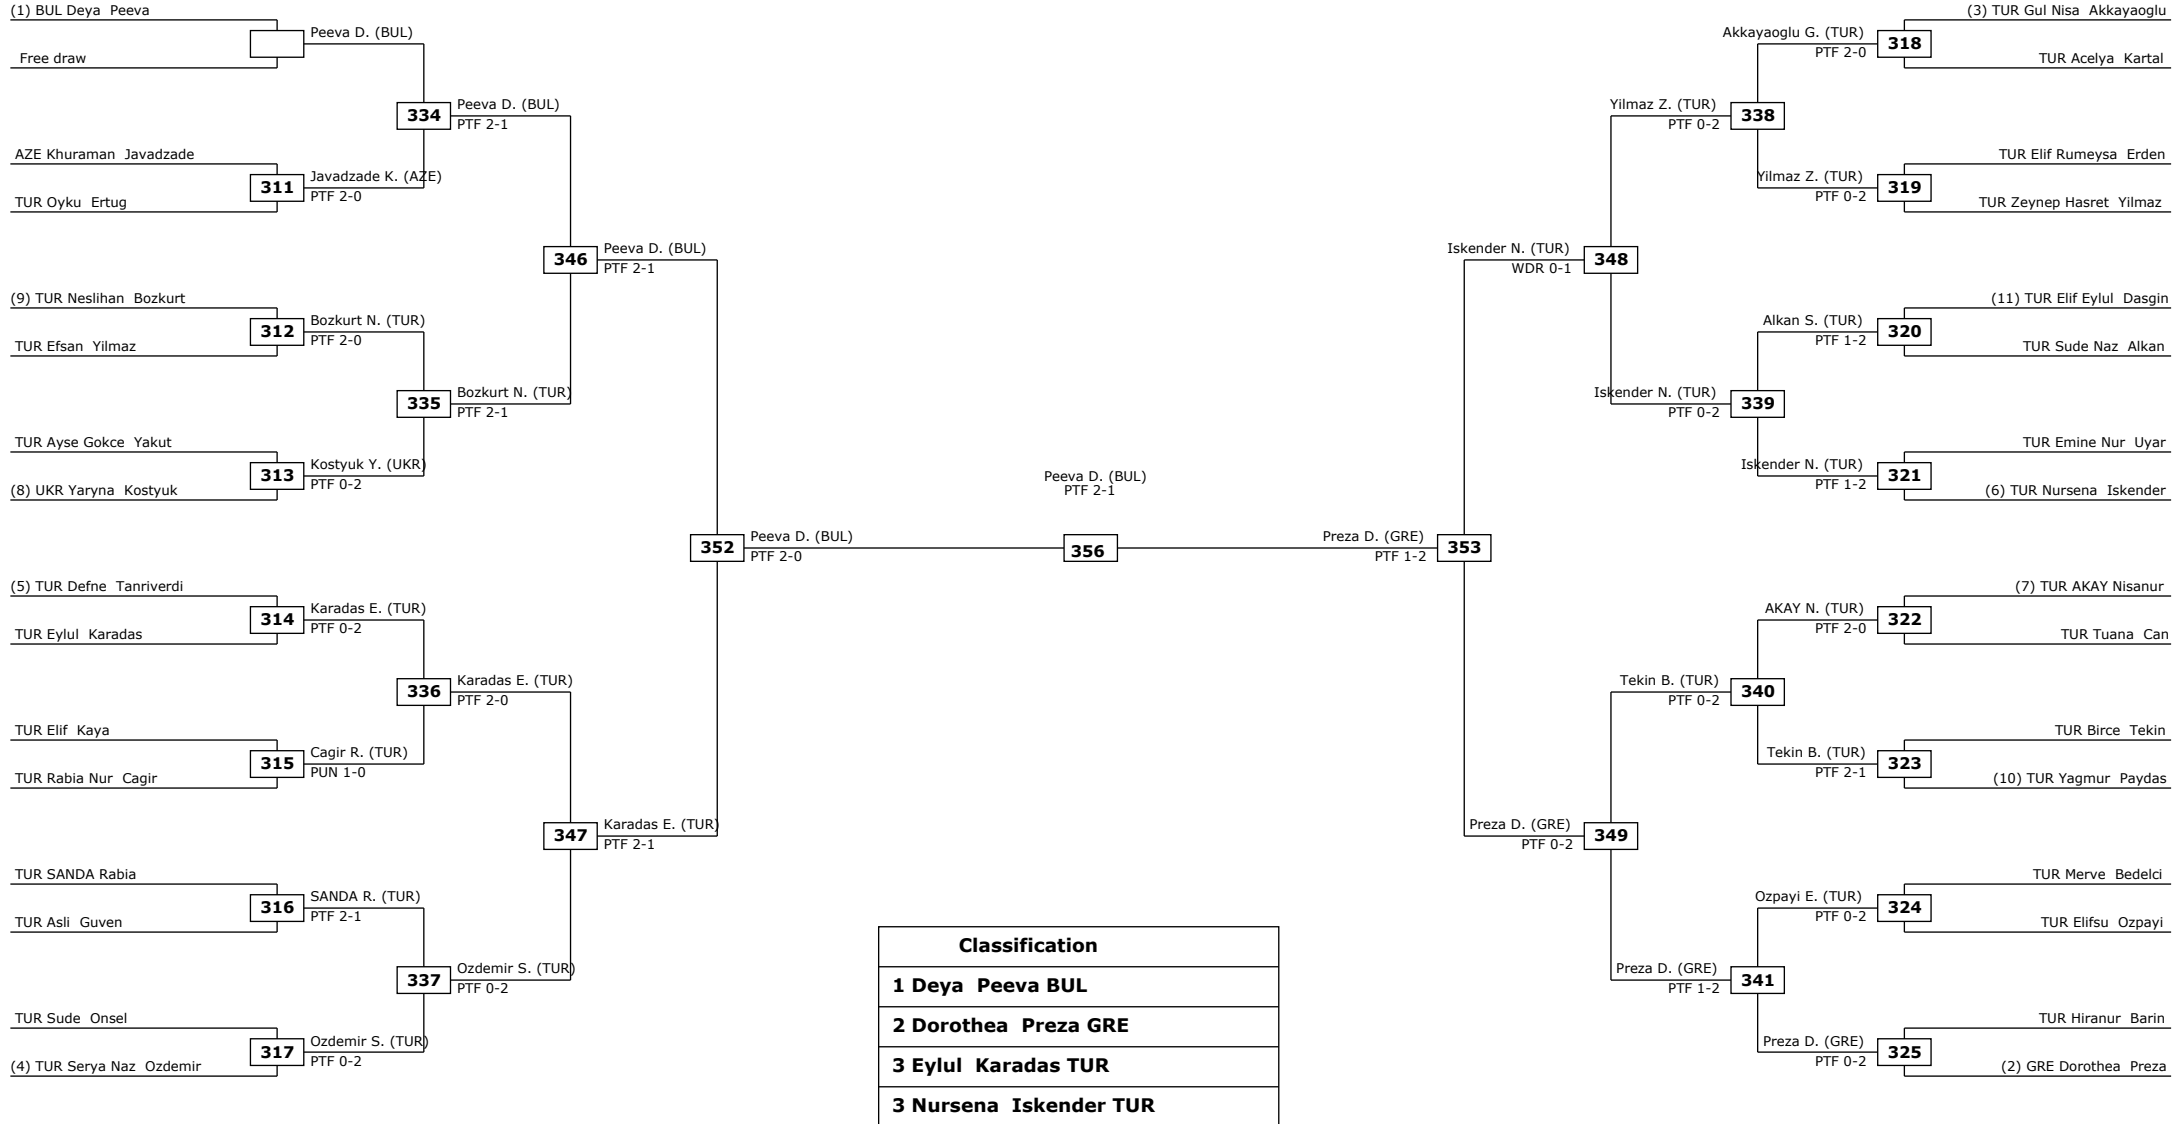 (1) BUL Deya  Peeva
Peeva D. (BUL)
Free draw
334
Peeva D. (BUL)
PTF 2-1
AZE Khuraman  Javadzade
311
Javadzade K. (AZE)
PTF 2-0
TUR Oyku  Ertug
346
Peeva D. (BUL)
PTF 2-1
(9) TUR Neslihan  Bozkurt
312
Bozkurt N. (TUR)
PTF 2-0
TUR Efsan  Yilmaz
335
Bozkurt N. (TUR)
PTF 2-1
TUR Ayse Gokce  Yakut
313
Kostyuk Y. (UKR)
PTF 0-2
(8) UKR Yaryna  Kostyuk
352
Peeva D. (BUL)
PTF 2-0
(5) TUR Defne  Tanriverdi
314
Karadas E. (TUR)
PTF 0-2
TUR Eylul  Karadas
336
Karadas E. (TUR)
PTF 2-0
TUR Elif  Kaya
315
Cagir R. (TUR)
PUN 1-0
TUR Rabia Nur  Cagir
347
Karadas E. (TUR)
PTF 2-1
TUR SANDA Rabia
316
SANDA R. (TUR)
PTF 2-1
TUR Asli  Guven
337
Ozdemir S. (TUR)
PTF 0-2
TUR Sude  Onsel
317
Ozdemir S. (TUR)
PTF 0-2
(4) TUR Serya Naz  Ozdemir
Peeva D. (BUL)
PTF 2-1
356
(3) TUR Gul Nisa  Akkayaoglu
Akkayaoglu G. (TUR)
PTF 2-0
318
TUR Acelya  Kartal
Yilmaz Z. (TUR)
PTF 0-2
338
TUR Elif Rumeysa  Erden
Yilmaz Z. (TUR)
PTF 0-2
319
TUR Zeynep Hasret  Yilmaz
Iskender N. (TUR)
WDR 0-1
348
(11) TUR Elif Eylul  Dasgin
Alkan S. (TUR)
PTF 1-2
320
TUR Sude Naz  Alkan
Iskender N. (TUR)
PTF 0-2
339
TUR Emine Nur  Uyar
Iskender N. (TUR)
PTF 1-2
321
(6) TUR Nursena  Iskender
Preza D. (GRE)
PTF 1-2
353
(7) TUR AKAY Nisanur
AKAY N. (TUR)
PTF 2-0
322
TUR Tuana  Can
Tekin B. (TUR)
PTF 0-2
340
TUR Birce  Tekin
Tekin B. (TUR)
PTF 2-1
323
(10) TUR Yagmur  Paydas
Preza D. (GRE)
PTF 0-2
349
TUR Merve  Bedelci
Ozpayi E. (TUR)
PTF 0-2
324
TUR Elifsu  Ozpayi
Preza D. (GRE)
PTF 1-2
341
TUR Hiranur  Barin
Preza D. (GRE)
PTF 0-2
325
(2) GRE Dorothea  Preza
Classification
1 Deya  Peeva BUL
2 Dorothea  Preza GRE
3 Eylul  Karadas TUR
3 Nursena  Iskender TUR